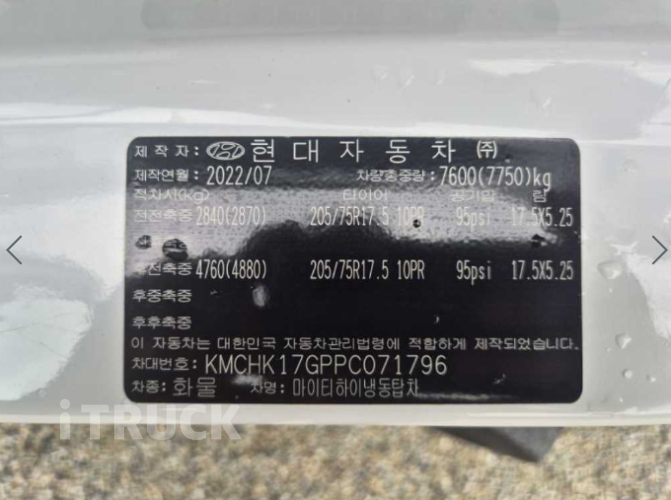 제작자: HYUNDAI 현대자동차 ㈜
제작연월: 2022/07 차량총중량: 7600(7750)kg
적차시(kg) 타이어 공기압 림
전전축중 2840(2870) 205/75R17.5 10PR 95psi 17.5X5.25
후전축중 4760(4880) 205/75R17.5 10PR 95psi 17.5X5.25
후중축중
후후축중
이 자동차는 대한민국 자동차관리법령에 적합하게 제작되었습니다
차대번호: KMCHK17GPPC071796
차종: 화물 차명: 마이티하이냉동탑차
iTRUCK